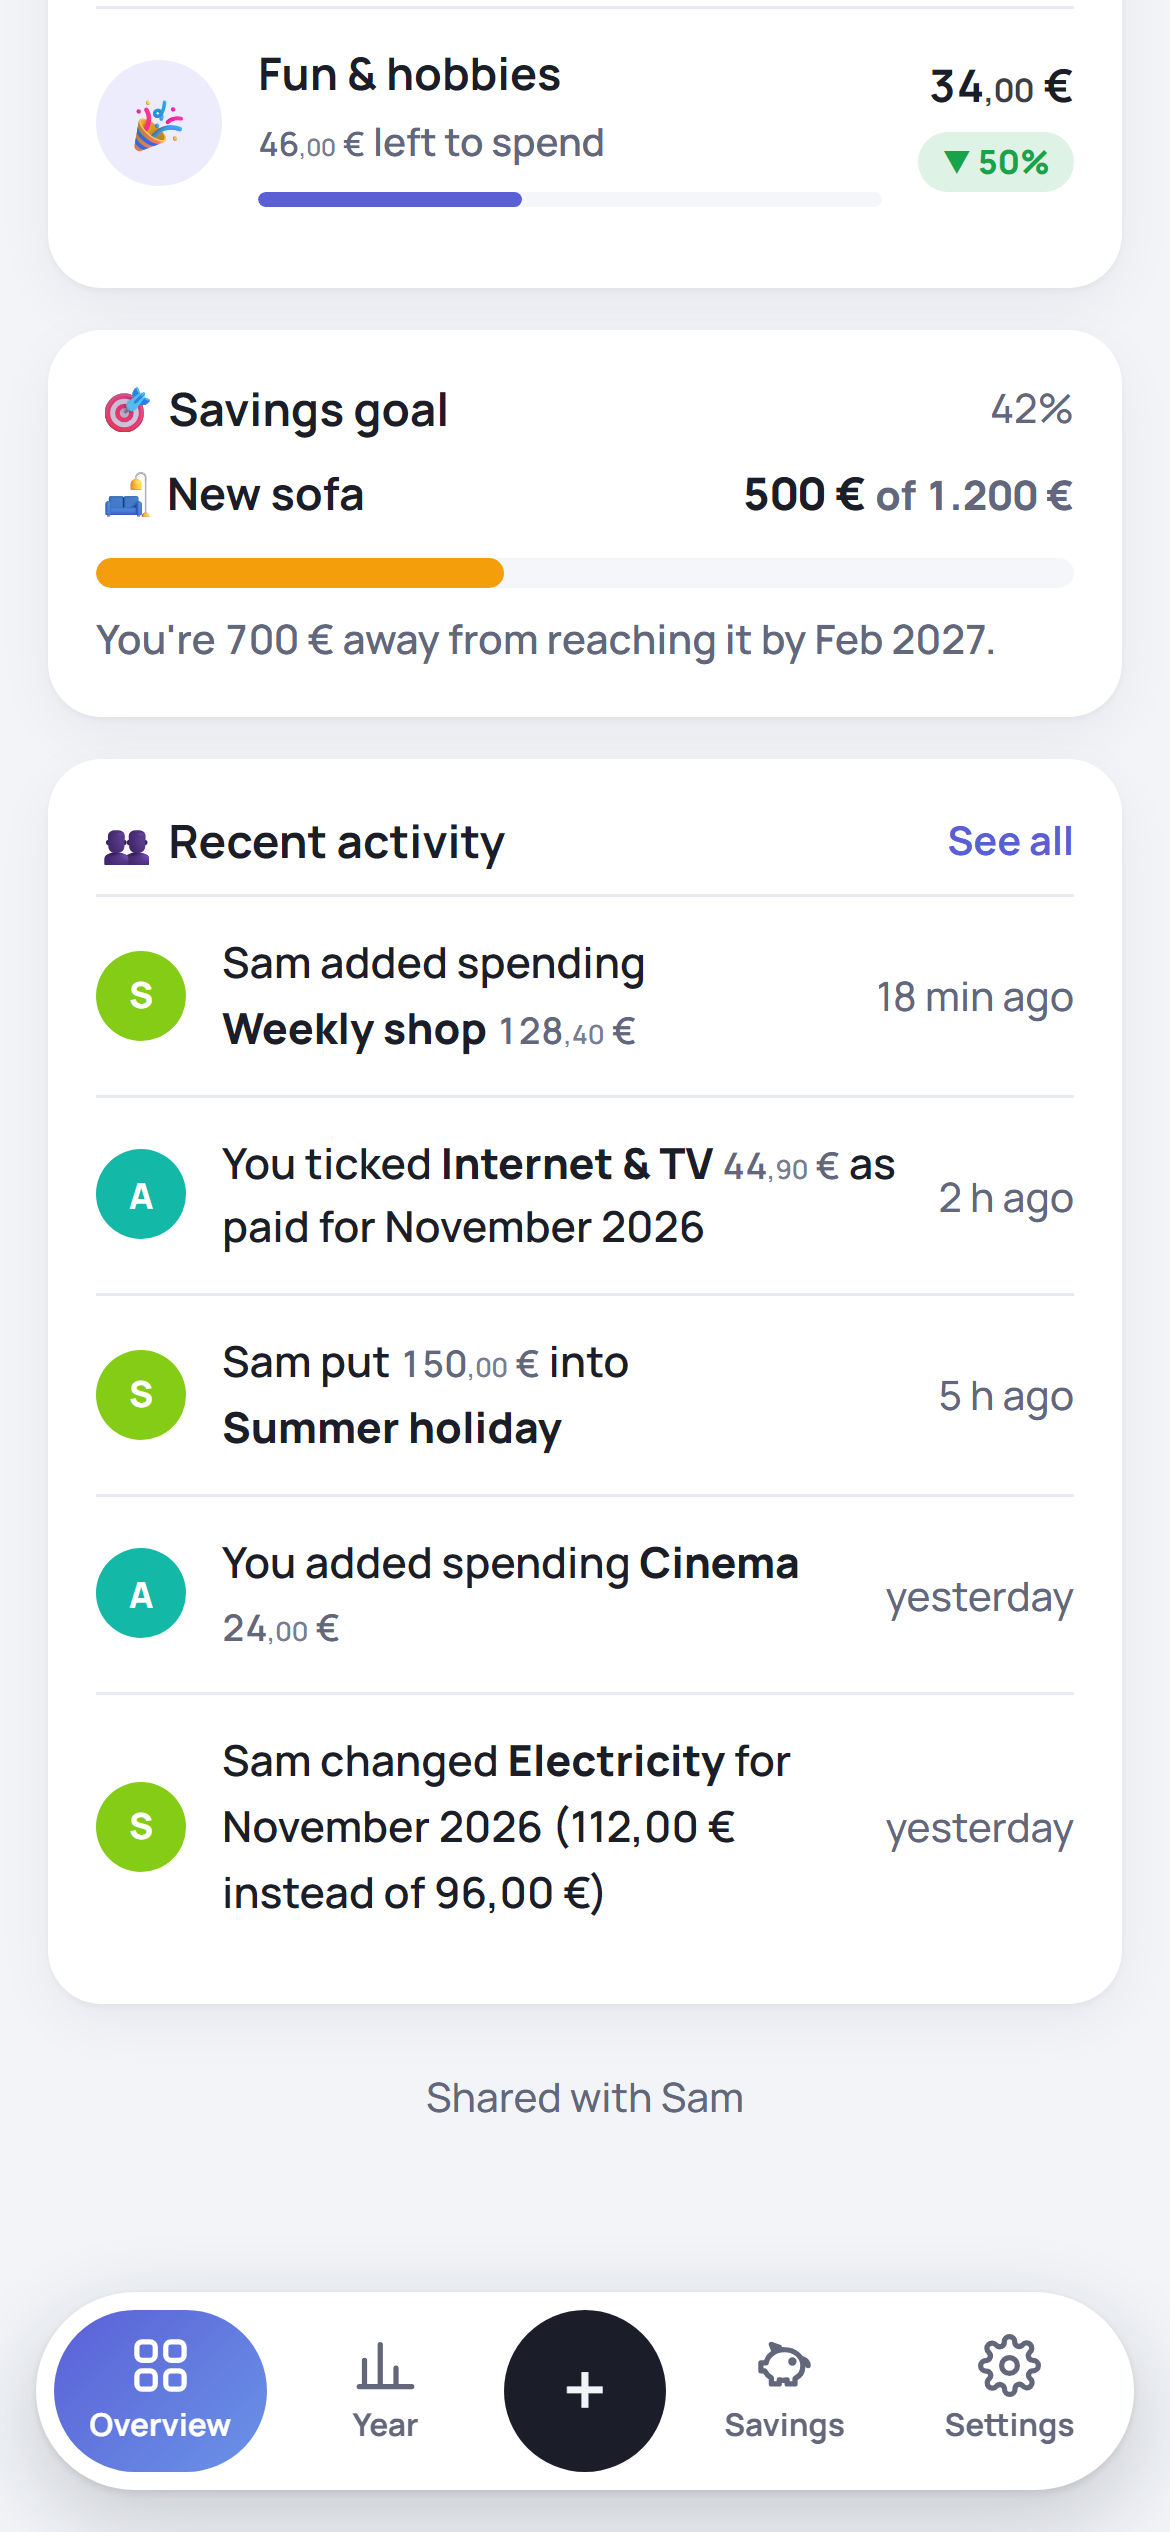 Fun & hobbies
34,00 €
46,00 € left to spend
▼ 50%
Savings goal
42%
New sofa
500 € of 1.200 €
You're 700 € away from reaching it by Feb 2027.
Recent activity
See all
S
Sam added spending
Weekly shop 128,40 €
18 min ago
A
You ticked Internet & TV 44,90 € as
paid for November 2026
2 h ago
S
Sam put 150,00 € into
Summer holiday
5 h ago
A
You added spending Cinema
24,00 €
yesterday
S
Sam changed Electricity for
November 2026 (112,00 €
instead of 96,00 €)
yesterday
Shared with Sam
Overview
Year
+
Savings
Settings